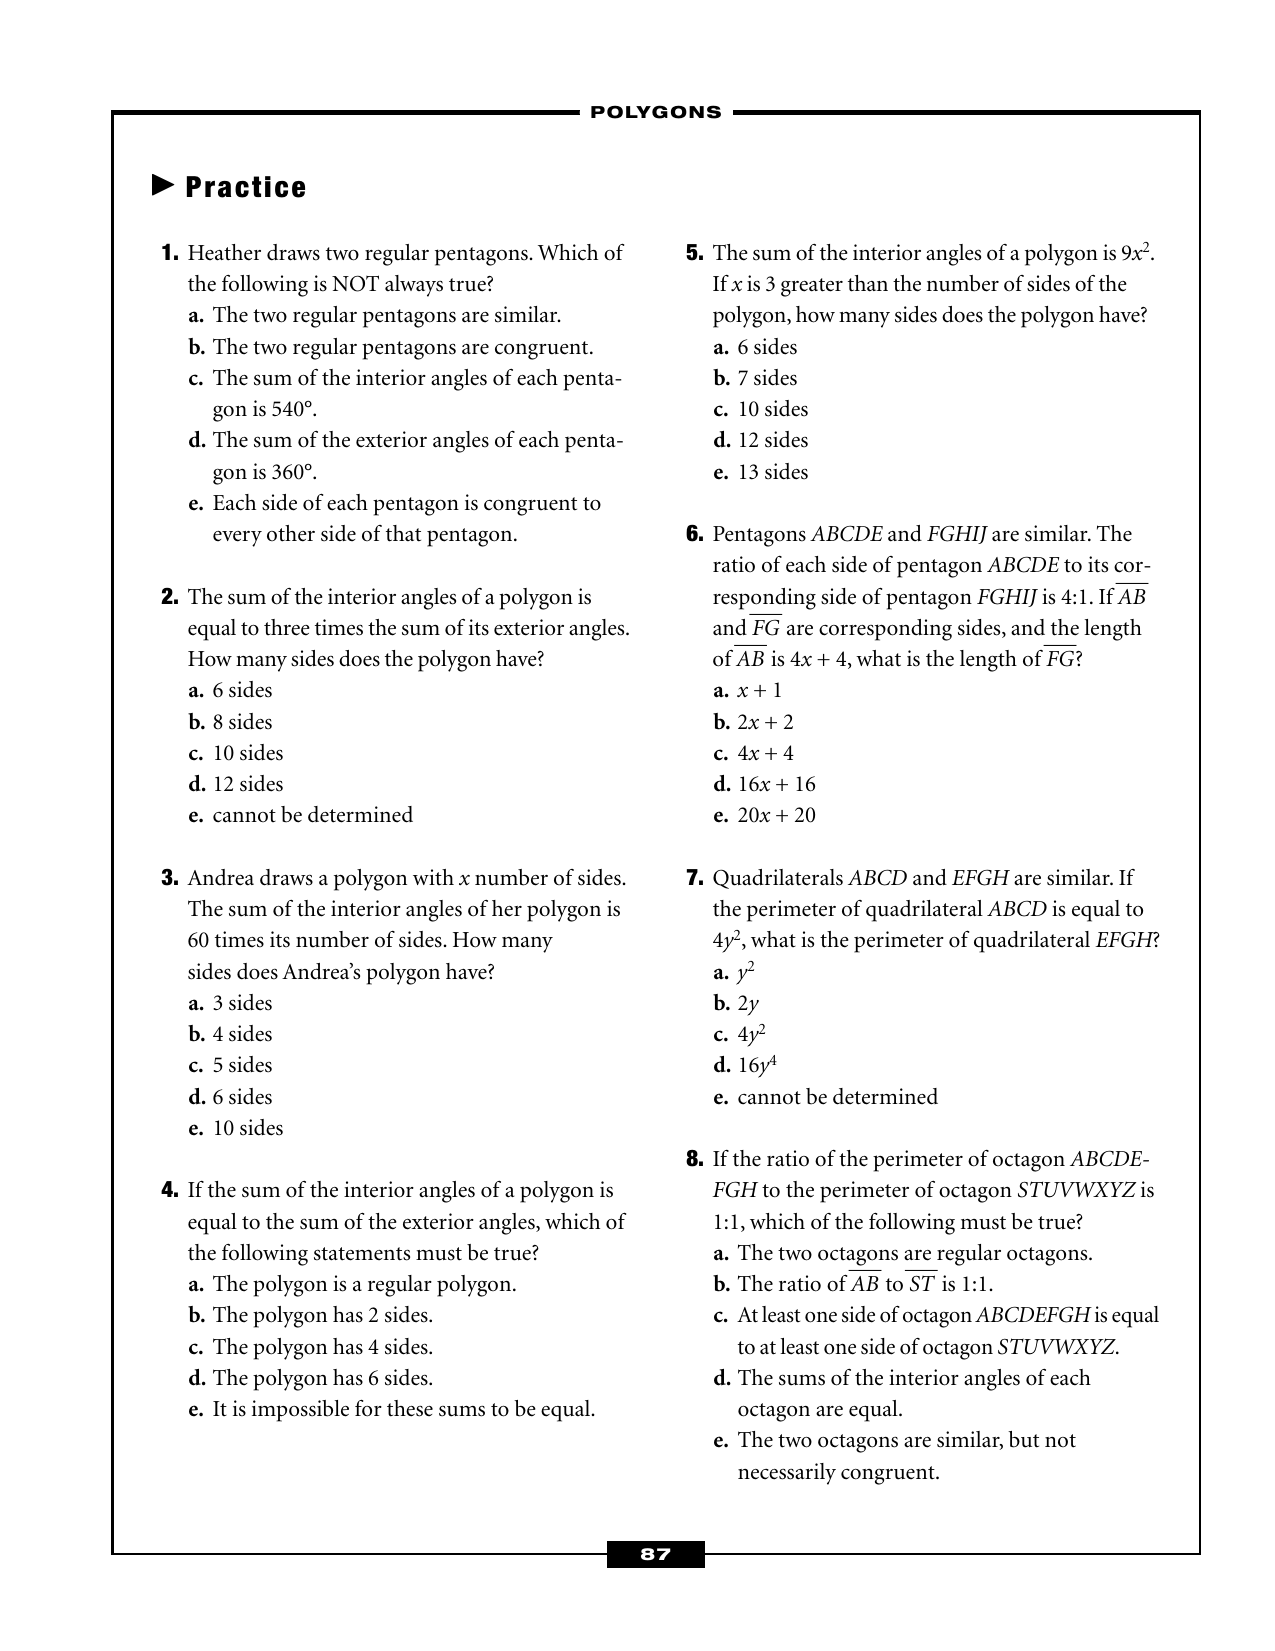 POLYGONS
Practice
1. Heather draws two regular pentagons. Which of
the following is NOT always true?
a. The two regular pentagons are similar.
b. The two regular pentagons are congruent.
c. The sum of the interior angles of each penta-
gon is 540°.
d. The sum of the exterior angles of each penta-
gon is 360°.
e. Each side of each pentagon is congruent to
every other side of that pentagon.
2. The sum of the interior angles of a polygon is
equal to three times the sum of its exterior angles.
How many sides does the polygon have?
a. 6 sides
b. 8 sides
c. 10 sides
d. 12 sides
e. cannot be determined
3. Andrea draws a polygon with x number of sides.
The sum of the interior angles of her polygon is
60 times its number of sides. How many
sides does Andrea’s polygon have?
a. 3 sides
b. 4 sides
c. 5 sides
d. 6 sides
e. 10 sides
4. If the sum of the interior angles of a polygon is
equal to the sum of the exterior angles, which of
the following statements must be true?
a. The polygon is a regular polygon.
b. The polygon has 2 sides.
c. The polygon has 4 sides.
d. The polygon has 6 sides.
e. It is impossible for these sums to be equal.
5. The sum of the interior angles of a polygon is 9x².
If x is 3 greater than the number of sides of the
polygon, how many sides does the polygon have?
a. 6 sides
b. 7 sides
c. 10 sides
d. 12 sides
e. 13 sides
6. Pentagons ABCDE and FGHIJ are similar. The
ratio of each side of pentagon ABCDE to its cor-
responding side of pentagon FGHIJ is 4:1. If AB
and FG are corresponding sides, and the length
of AB is 4x + 4, what is the length of FG?
a. x + 1
b. 2x + 2
c. 4x + 4
d. 16x + 16
e. 20x + 20
7. Quadrilaterals ABCD and EFGH are similar. If
the perimeter of quadrilateral ABCD is equal to
4y², what is the perimeter of quadrilateral EFGH?
a. y²
b. 2y
c. 4y²
d. 16y⁴
e. cannot be determined
8. If the ratio of the perimeter of octagon ABCDE-
FGH to the perimeter of octagon STUVWXYZ is
1:1, which of the following must be true?
a. The two octagons are regular octagons.
b. The ratio of AB to ST is 1:1.
c. At least one side of octagon ABCDEFGH is equal
to at least one side of octagon STUVWXYZ.
d. The sums of the interior angles of each
octagon are equal.
e. The two octagons are similar, but not
necessarily congruent.
87